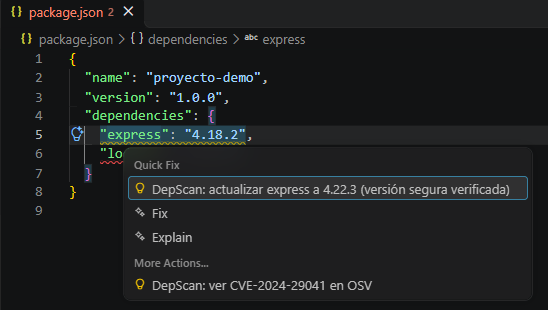 package.json 2
package.json > dependencies > abc express
1 {
2 "name": "proyecto-demo",
3 "version": "1.0.0",
4 "dependencies": {
5 "express": "4.18.2",
6 "lo
7 }
8 }
9
Quick Fix
DepScan: actualizar express a 4.22.3 (versión segura verificada)
Fix
Explain
More Actions...
DepScan: ver CVE-2024-29041 en OSV